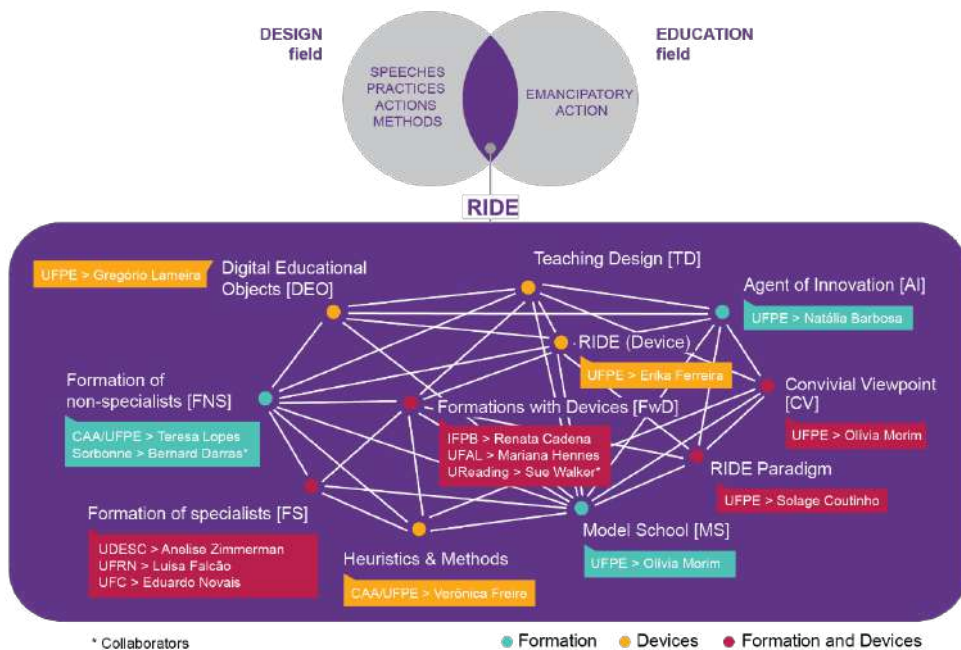 DESIGN
field
EDUCATION
field
SPEECHES
PRACTICES
ACTIONS
METHODS
EMANCIPATORY
ACTION
RIDE
UFPE > Gregório Lameira
Digital Educational
Objects [DEO]
Teaching Design [TD]
Agent of Innovation [AI]
UFPE > Natália Barbosa
RIDE (Device)
UFPE > Erika Ferreira
Formation of
non-specialists [FNS]
CAA/UFPE > Teresa Lopes
Sorbonne > Bernard Darras*
Formations with Devices [FwD]
IFPB > Renata Cadena
UFAL > Mariana Hennes
UReading > Sue Walker*
Convivial Viewpoint
[CV]
UFPE > Olivia Morim
RIDE Paradigm
UFPE > Solage Coutinho
Formation of specialists [FS]
UDESC > Anelise Zimmerman
UFRN > Luisa Falcão
UFC > Eduardo Novais
Heuristics & Methods
CAA/UFPE > Verônica Freire
Model School [MS]
UFPE > Olivia Morim
* Collaborators
Formation
Devices
Formation and Devices